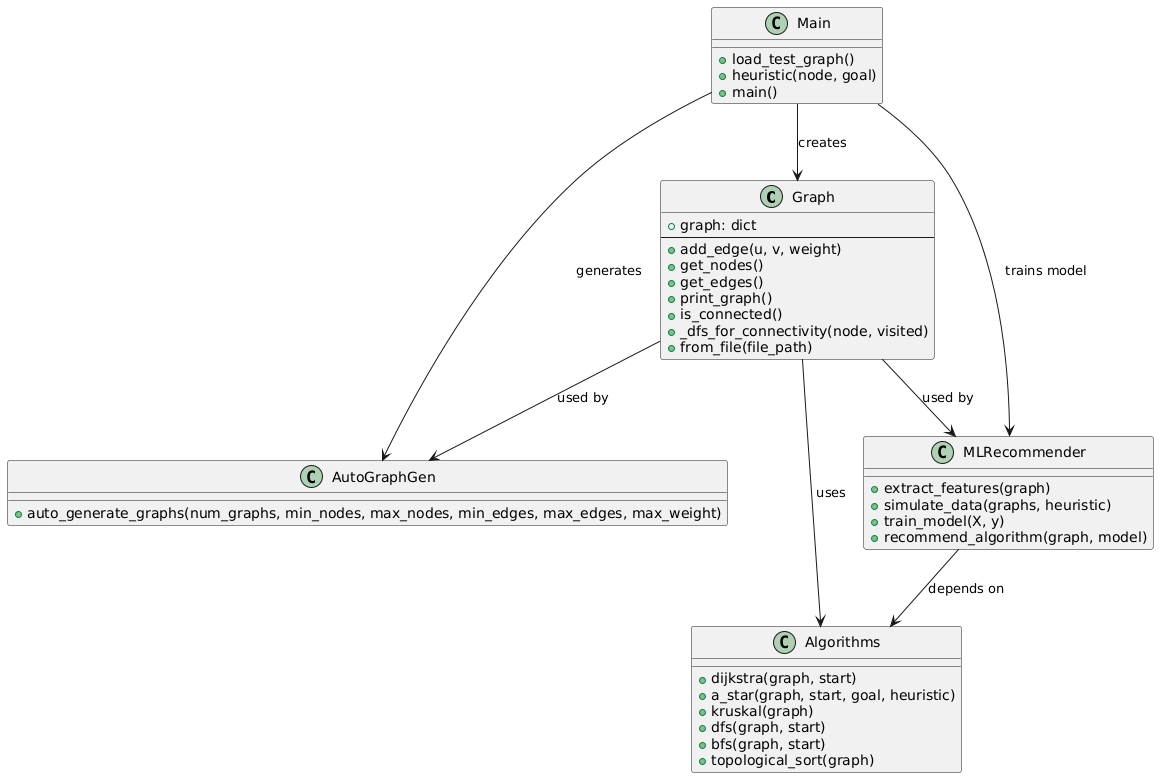 C Main
load_test_graph()
heuristic(node, goal)
main()
creates
C Graph
graph: dict
add_edge(u, v, weight)
get_nodes()
get_edges()
print_graph()
is_connected()
_dfs_for_connectivity(node, visited)
from_file(file_path)
generates
trains model
used by
used by
C AutoGraphGen
auto_generate_graphs(num_graphs, min_nodes, max_nodes, min_edges, max_edges, max_weight)
uses
C MLRecommender
extract_features(graph)
simulate_data(graphs, heuristic)
train_model(X, y)
recommend_algorithm(graph, model)
depends on
C Algorithms
dijkstra(graph, start)
a_star(graph, start, goal, heuristic)
kruskal(graph)
dfs(graph, start)
bfs(graph, start)
topological_sort(graph)